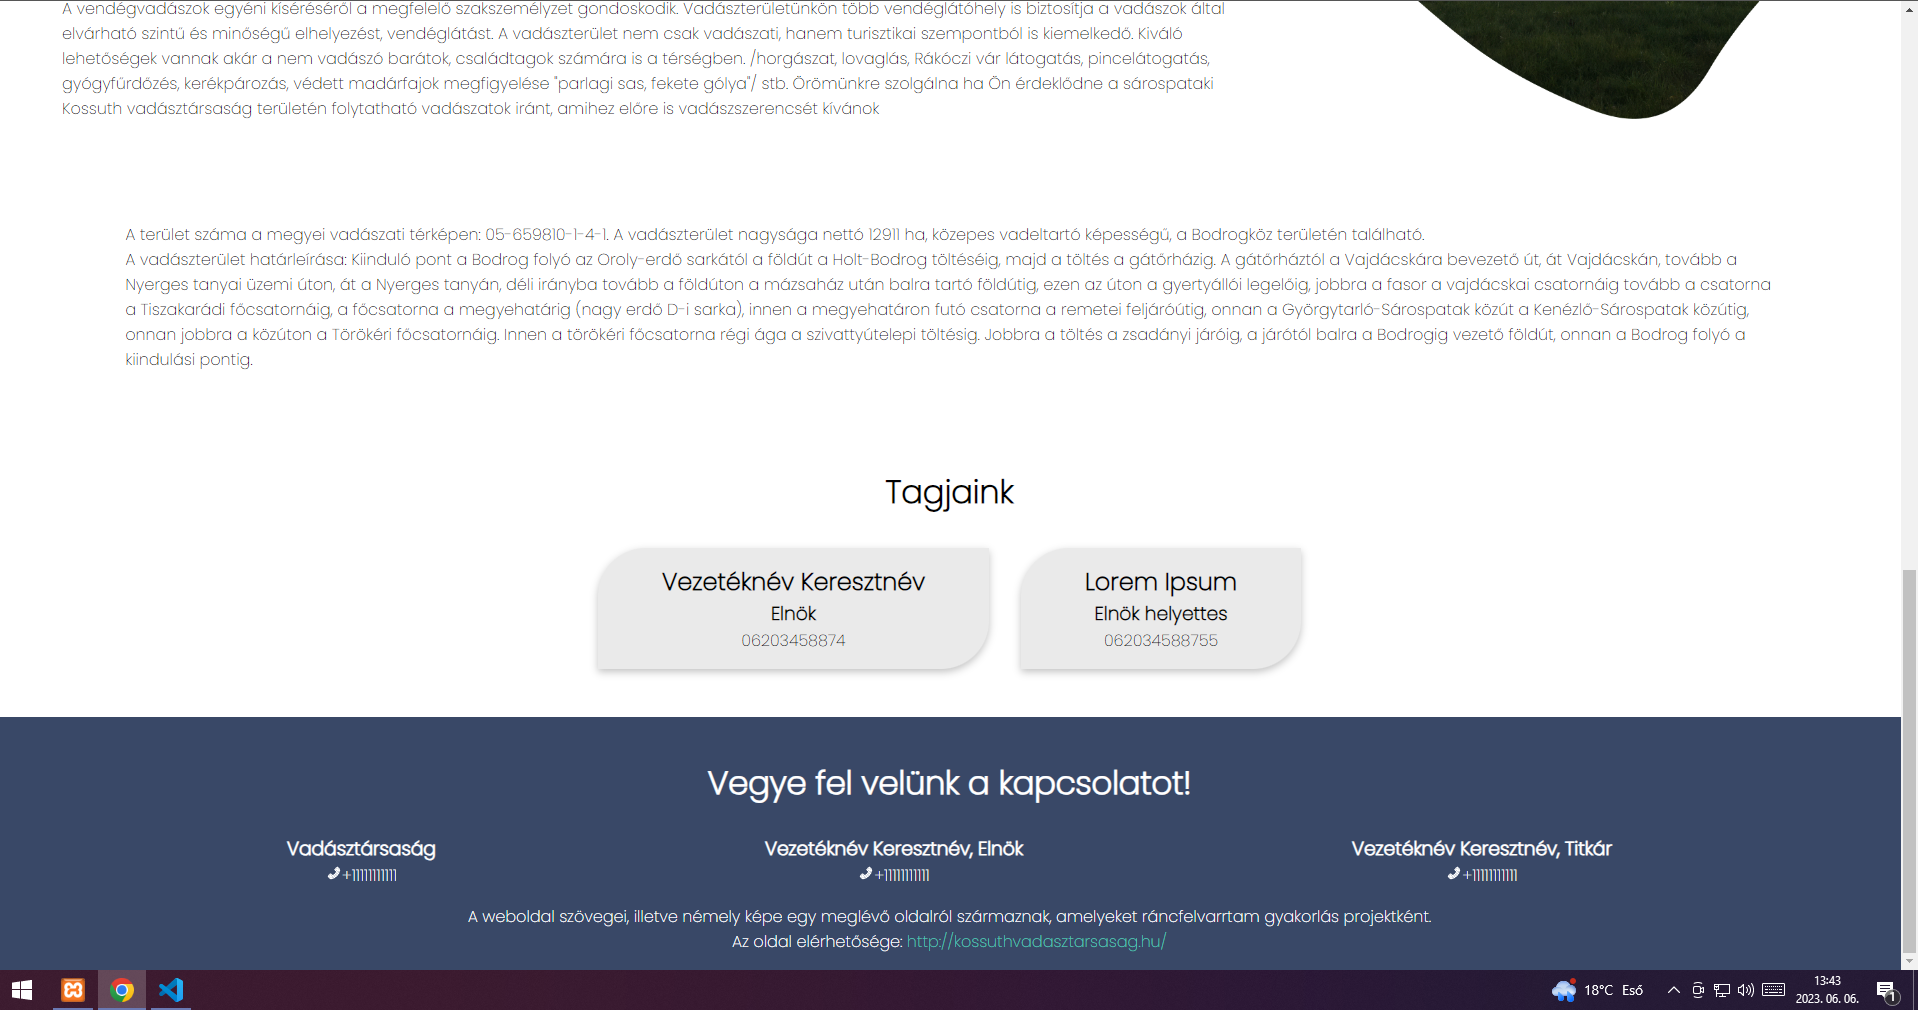 A vendégvadászok egyéni kíséréséről a megfelelő szakszemélyzet gondoskodik. Vadászterületünkön több vendéglátóhely is biztosítja a vadászok által
elvárható szintű és minőségű elhelyezést, vendéglátást. A vadászterület nem csak vadászati, hanem turisztikai szempontból is kiemelkedő. Kiváló
lehetőségek vannak akár a nem vadászó barátok, családtagok számára is a térségben. /horgászat, lovaglás, Rákóczi vár látogatás, pincelátogatás,
gyógyfürdőzés, kerékpározás, védett madárfajok megfigyelése "parlagi sas, fekete gólya"/ stb. Örömünkre szolgálna ha Ön érdeklődne a sárospataki
Kossuth vadásztársaság területén folytatható vadászatok iránt, amihez előre is vadászszerencsét kívánok
A terület száma a megyei vadászati térképen: 05-659810-1-4-1. A vadászterület nagysága nettó 12911 ha, közepes vadeltartó képességű, a Bodrogköz területén található.
A vadászterület határleírása: Kiinduló pont a Bodrog folyó az Oroly-erdő sarkától a földút a Holt-Bodrog töltéséig, majd a töltés a gátőrházig. A gátőrháztól a Vajdácskára bevezető út, át Vajdácskán, tovább a
Nyerges tanyai üzemi úton, át a Nyerges tanyán, déli irányba tovább a földúton a mázsaház után balra tartó földútig, ezen az úton a gyertyállói legelőig, jobbra a fasor a vajdácskai csatornáig tovább a csatorna
a Tiszakarádi főcsatornáig, a főcsatorna a megyehatárig (nagy erdő D-i sarka), innen a megyehatáron futó csatorna a remetei feljáróútig, onnan a Györgytarló-Sárospatak közút a Kenézlő-Sárospatak közútig,
onnan jobbra a közúton a Törökéri főcsatornáig. Innen a törökéri főcsatorna régi ága a szivattyútelepi töltésig. Jobbra a töltés a zsadányi járóig, a járótól balra a Bodrogig vezető földút, onnan a Bodrog folyó a
kiindulási pontig.
Tagjaink
Vezetéknév Keresztnév
Elnök
06203458874
Lorem Ipsum
Elnök helyettes
062034588755
Vegye fel velünk a kapcsolatot!
Vadásztársaság
+11111111111
Vezetéknév Keresztnév, Elnök
+11111111111
Vezetéknév Keresztnév, Titkár
+11111111111
A weboldal szövegei, illetve némely képe egy meglévő oldalról származnak, amelyeket ráncfelvarrtam gyakorlás projektként.
Az oldal elérhetősége: http://kossuthvadasztarsasag.hu/
18°C Eső
13:43
2023. 06. 06.
1